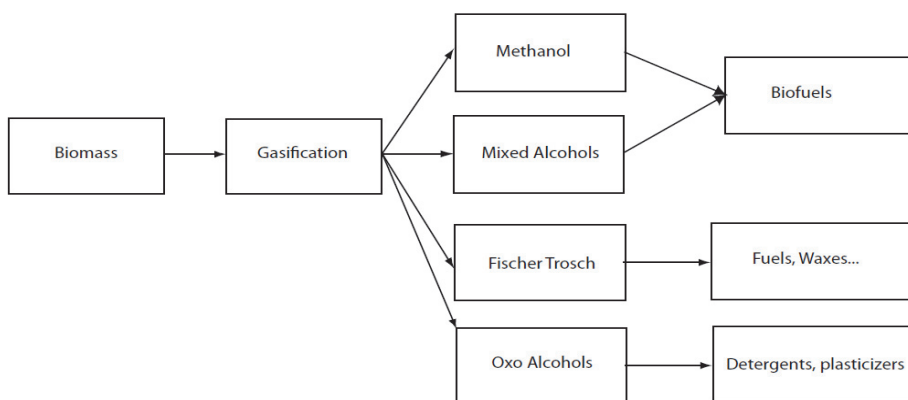 Methanol
Biofuels
Biomass
Gasification
Mixed Alcohols
Fischer Trosch
Fuels, Waxes...
Oxo Alcohols
Detergents, plasticizers